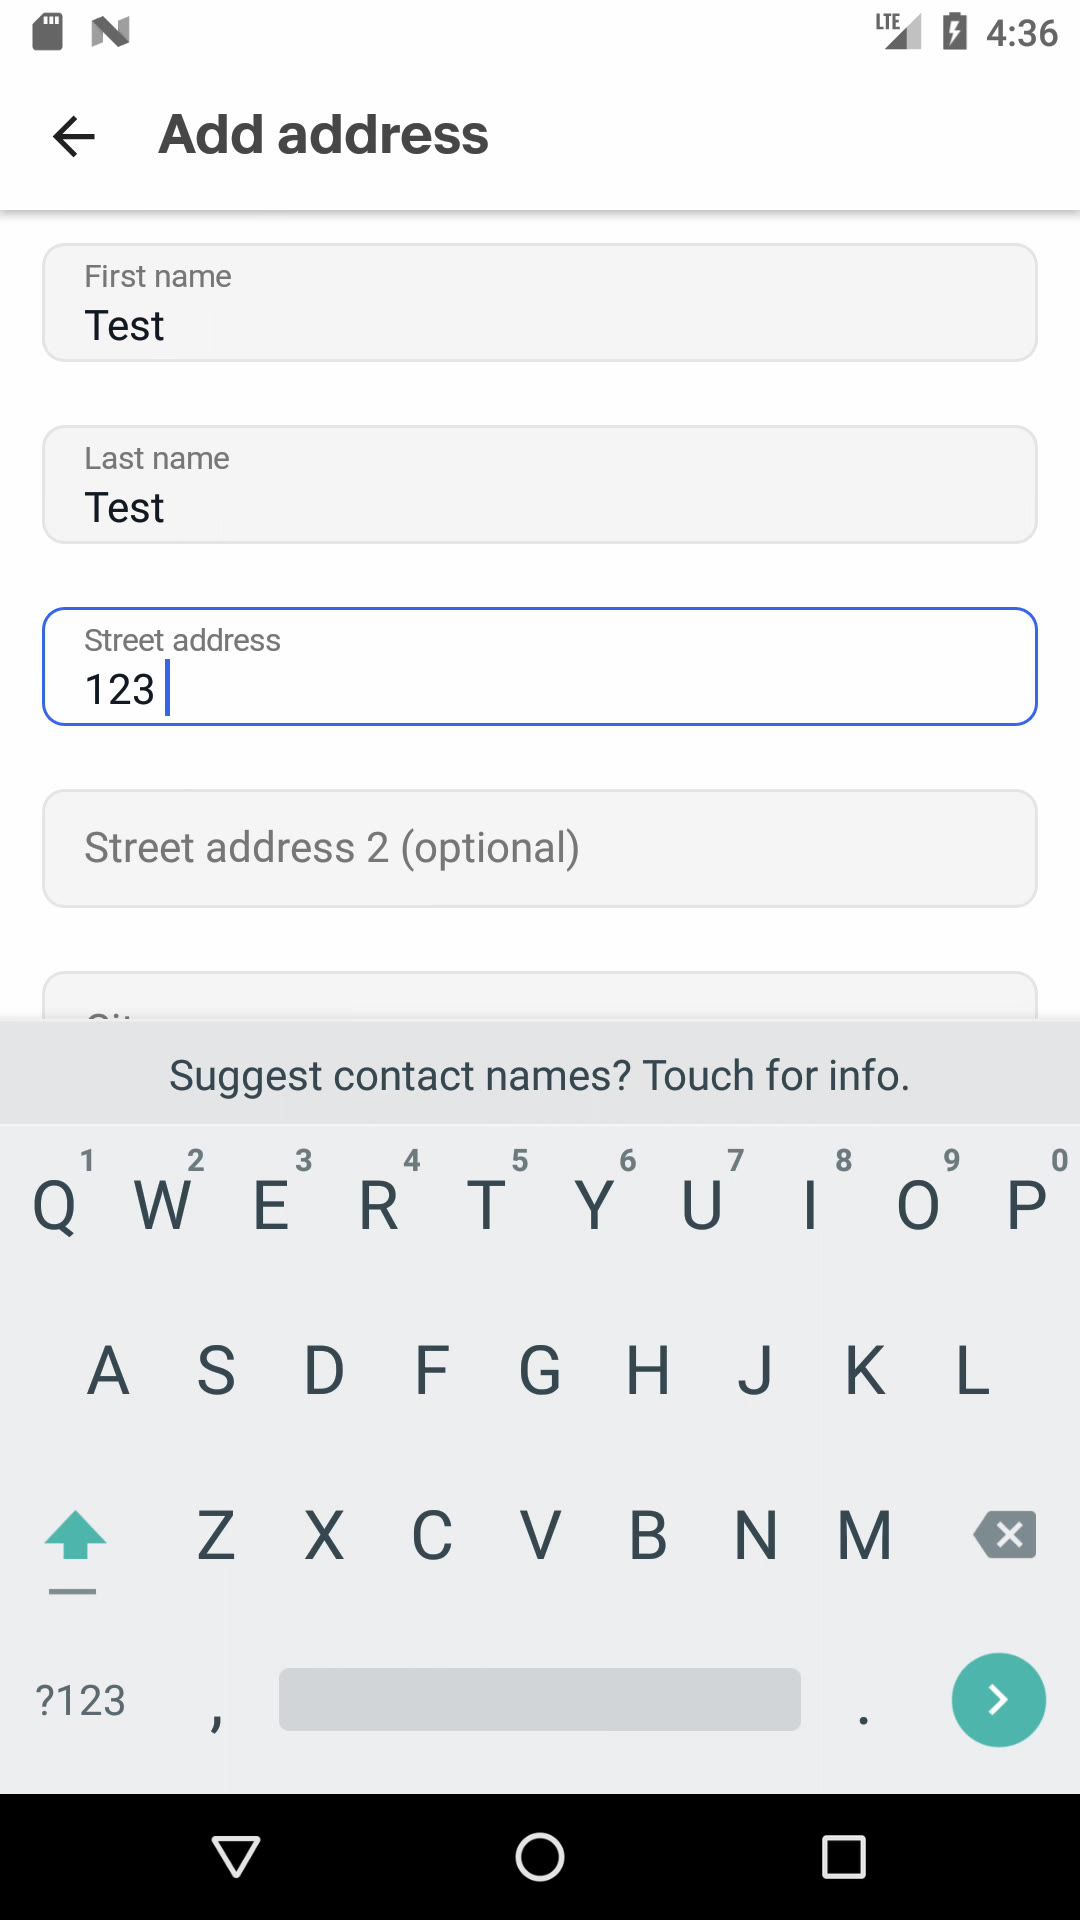 LTE 4:36
Add address
First name
Test
Last name
Test
Street address
123
Street address 2 (optional)
Suggest contact names? Touch for info.
1 2 3 4 5 6 7 8 9 0
Q W E R T Y U I O P
A S D F G H J K L
Z X C V B N M
?123 , .